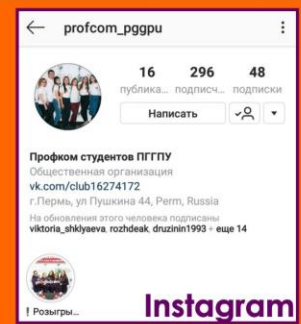 profcom_pggpu
16 296 48
публика... подписч... подписки
Написать
Профком студентов ПГГПУ
Общественная организация
vk.com/club16274172
г.Пермь, ул Пушкина 44, Perm, Russia
На обновления этого человека подписаны
viktoria_shklyaeva, rozhdeak, druzinin1993 + еще 14
! Розыгры...
Instagram